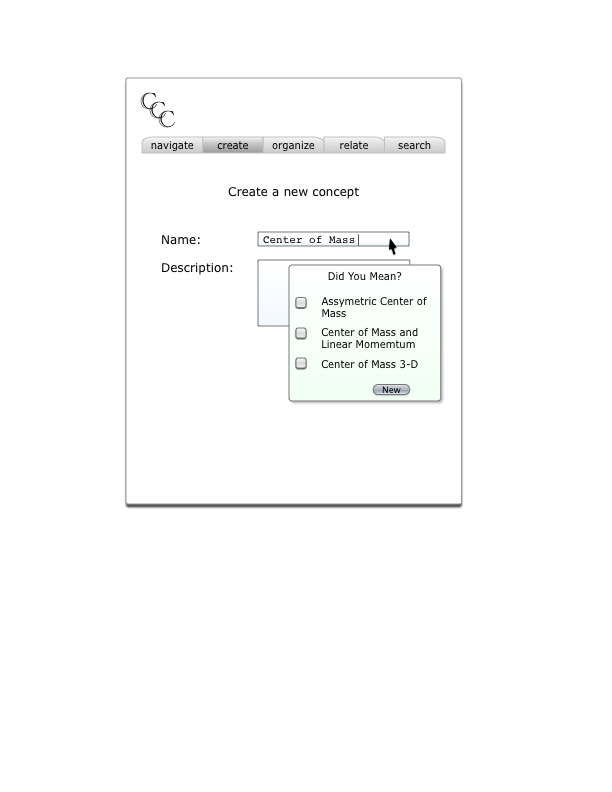 CCC
navigate create organize relate search
Create a new concept
Name: Center of Mass
Description:
Did You Mean?
Assymetric Center of
Mass
Center of Mass and
Linear Momemtum
Center of Mass 3-D
New